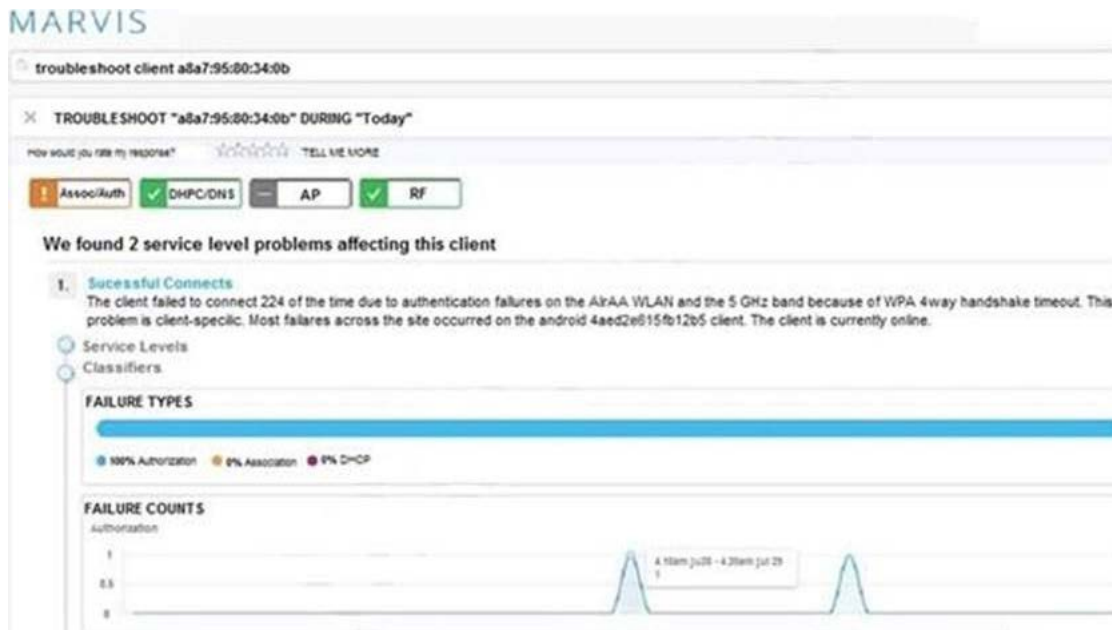 MARVIS
troubleshoot client a8a7:95:80:34:0b
TROUBLESHOOT "a8a7:95:80:34:0b" DURING "Today"
How would you rate my response? TELL ME MORE
Assoc/Auth DHPC/DNS AP RF
We found 2 service level problems affecting this client
1. Sucessful Connects
The client failed to connect 224 of the time due to authentication failures on the AirAA WLAN and the 5 GHz band because of WPA 4way handshake timeout. This
problem is client-specific. Most failares across the site occurred on the android 4aed2e615fb12b5 client. The client is currently online.
Service Levels
Classifiers
FAILURE TYPES
100% Authorization 0% Association 0% DHCP
FAILURE COUNTS
Authorization
1
0.5
0
1